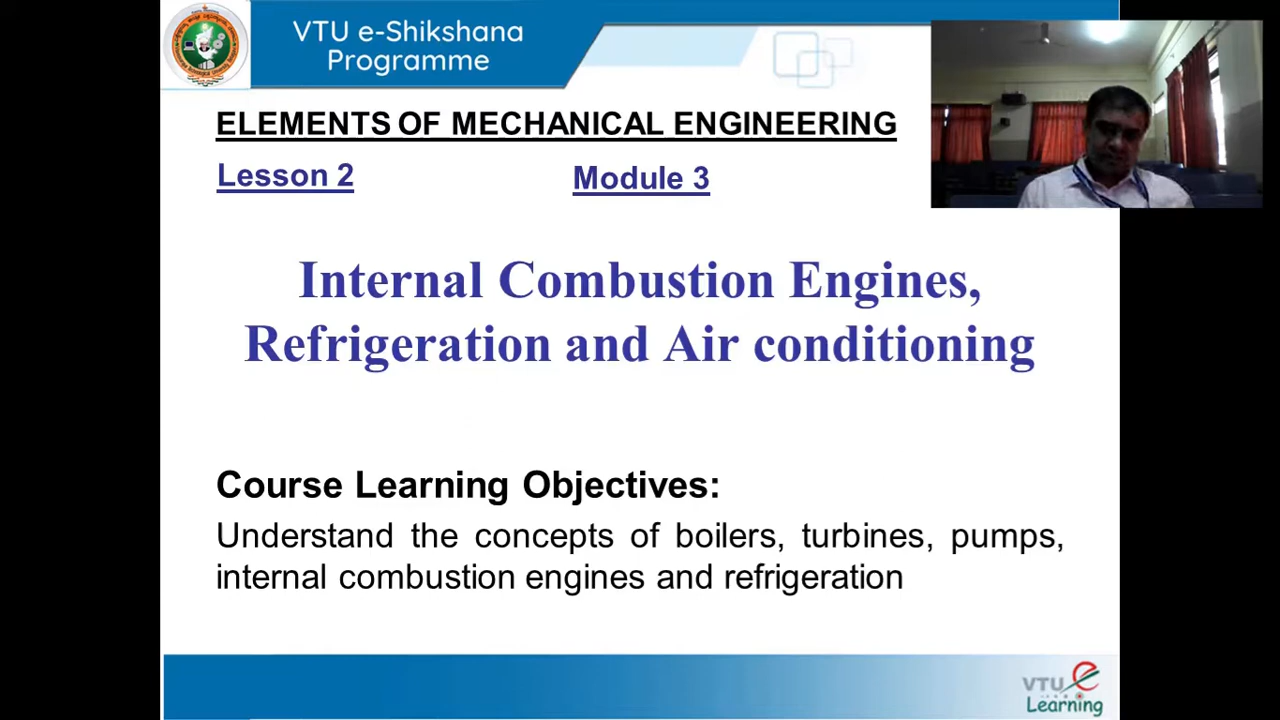 VTU e-Shikshana
Programme
ELEMENTS OF MECHANICAL ENGINEERING
Lesson 2 Module 3
Internal Combustion Engines,
Refrigeration and Air conditioning
Course Learning Objectives:
Understand the concepts of boilers, turbines, pumps,
internal combustion engines and refrigeration
VTU e
Learning